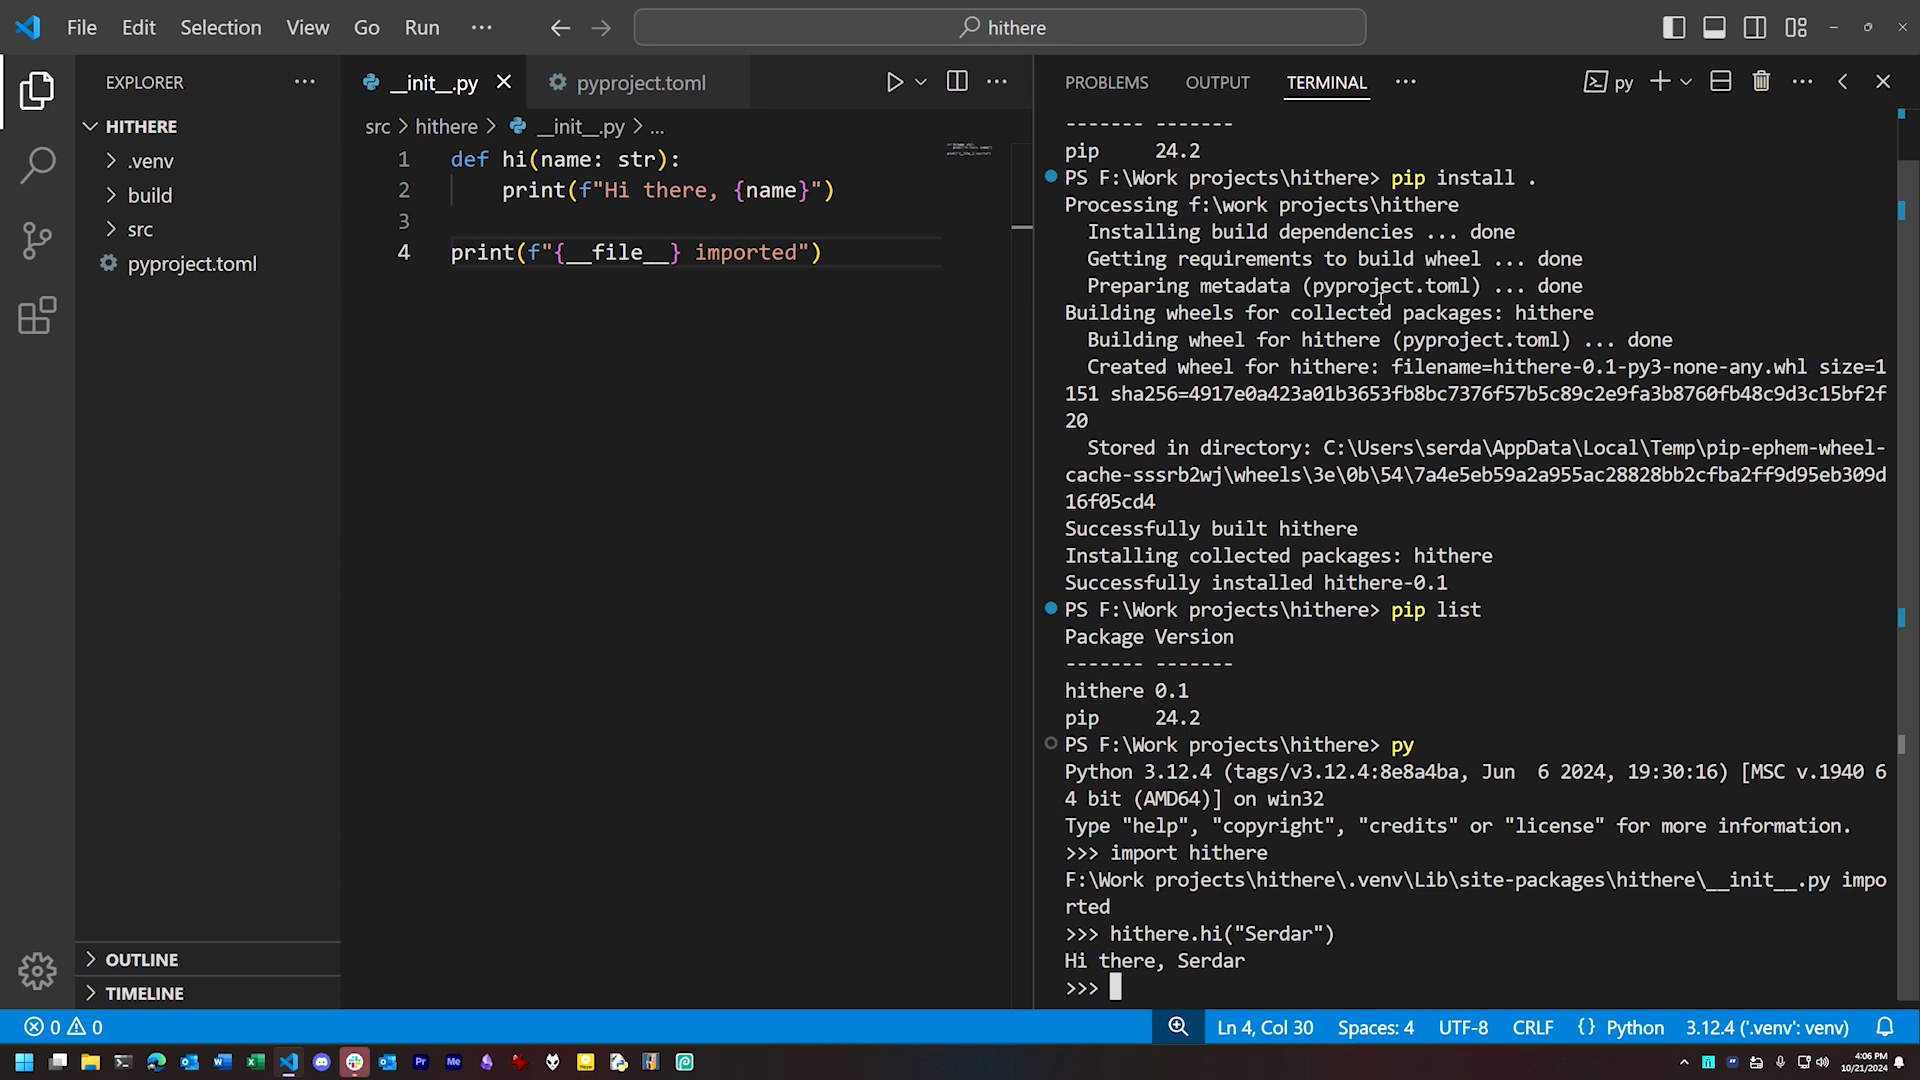 File Edit Selection View Go Run ···
hithere
EXPLORER ···
HITHERE
.venv
build
src
pyproject.toml
OUTLINE
TIMELINE
__init__.py
pyproject.toml
src > hithere > __init__.py > ...
1 def hi(name: str):
2 print(f"Hi there, {name}")
3
4 print(f"{__file__} imported")
PROBLEMS OUTPUT TERMINAL ···
py
------- -------
pip 24.2
PS F:\Work projects\hithere> pip install .
Processing f:\work projects\hithere
Installing build dependencies ... done
Getting requirements to build wheel ... done
Preparing metadata (pyproject.toml) ... done
Building wheels for collected packages: hithere
Building wheel for hithere (pyproject.toml) ... done
Created wheel for hithere: filename=hithere-0.1-py3-none-any.whl size=1
151 sha256=4917e0a423a01b3653fb8bc7376f57b5c89c2e9fa3b8760fb48c9d3c15bf2f
20
Stored in directory: C:\Users\serda\AppData\Local\Temp\pip-ephem-wheel-
cache-sssrb2wj\wheels\3e\0b\54\7a4e5eb59a2a955ac28828bb2cfba2ff9d95eb309d
16f05cd4
Successfully built hithere
Installing collected packages: hithere
Successfully installed hithere-0.1
PS F:\Work projects\hithere> pip list
Package Version
------- -------
hithere 0.1
pip 24.2
PS F:\Work projects\hithere> py
Python 3.12.4 (tags/v3.12.4:8e8a4ba, Jun  6 2024, 19:30:16) [MSC v.1940 6
4 bit (AMD64)] on win32
Type "help", "copyright", "credits" or "license" for more information.
>>> import hithere
F:\Work projects\hithere\.venv\Lib\site-packages\hithere\__init__.py impo
rted
>>> hithere.hi("Serdar")
Hi there, Serdar
>>>
0 0
Ln 4, Col 30 Spaces: 4 UTF-8 CRLF {} Python 3.12.4 ('.venv': venv)
Pr Me
4:06 PM
10/21/2024